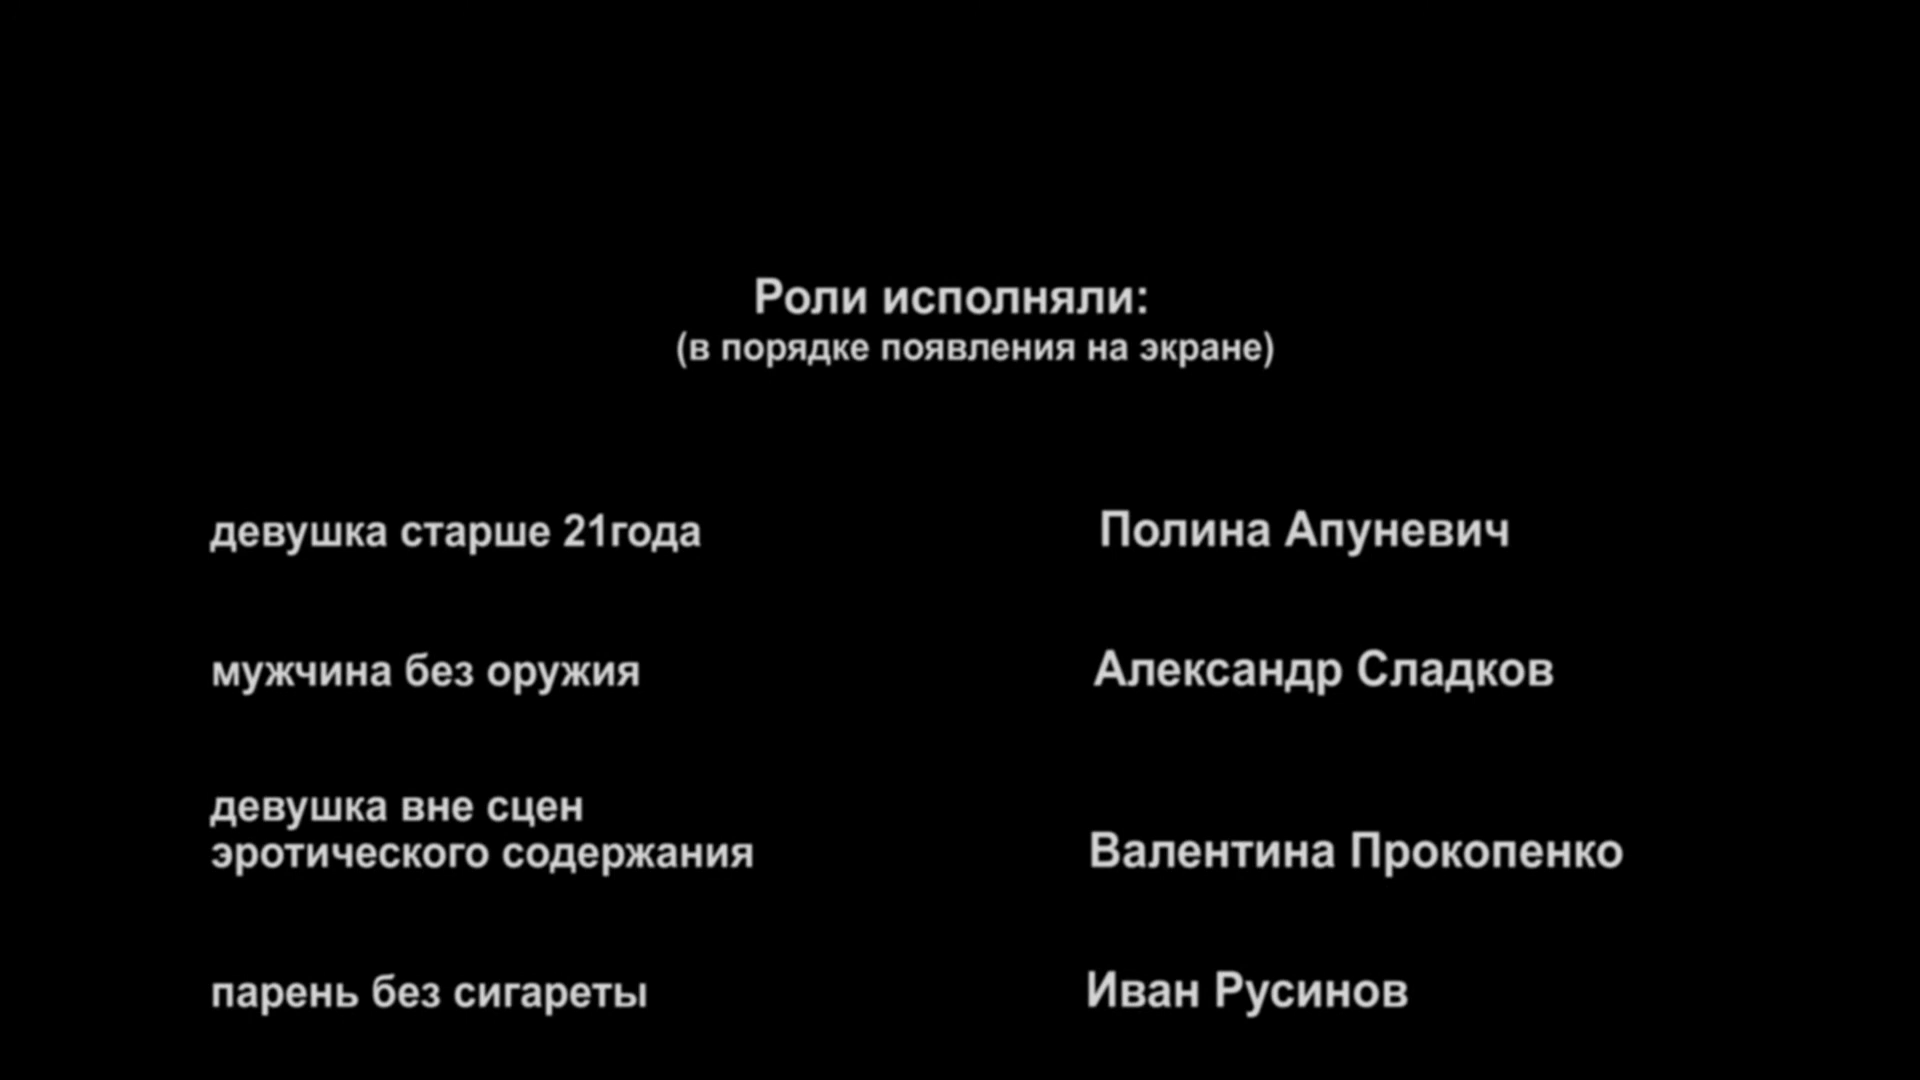 Роли исполняли:
(в порядке появления на экране)
девушка старше 21года
Полина Апуневич
мужчина без оружия
Александр Сладков
девушка вне сцен
эротического содержания
Валентина Прокопенко
парень без сигареты
Иван Русинов